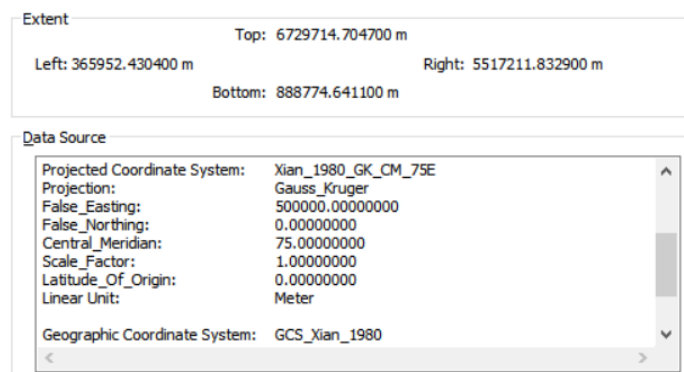 Extent
Top: 6729714.704700 m
Left: 365952.430400 m Right: 5517211.832900 m
Bottom: 888774.641100 m
Data Source
Projected Coordinate System: Xian_1980_GK_CM_75E
Projection: Gauss_Kruger
False_Easting: 500000.00000000
False_Northing: 0.00000000
Central_Meridian: 75.00000000
Scale_Factor: 1.00000000
Latitude_Of_Origin: 0.00000000
Linear Unit: Meter
Geographic Coordinate System: GCS_Xian_1980